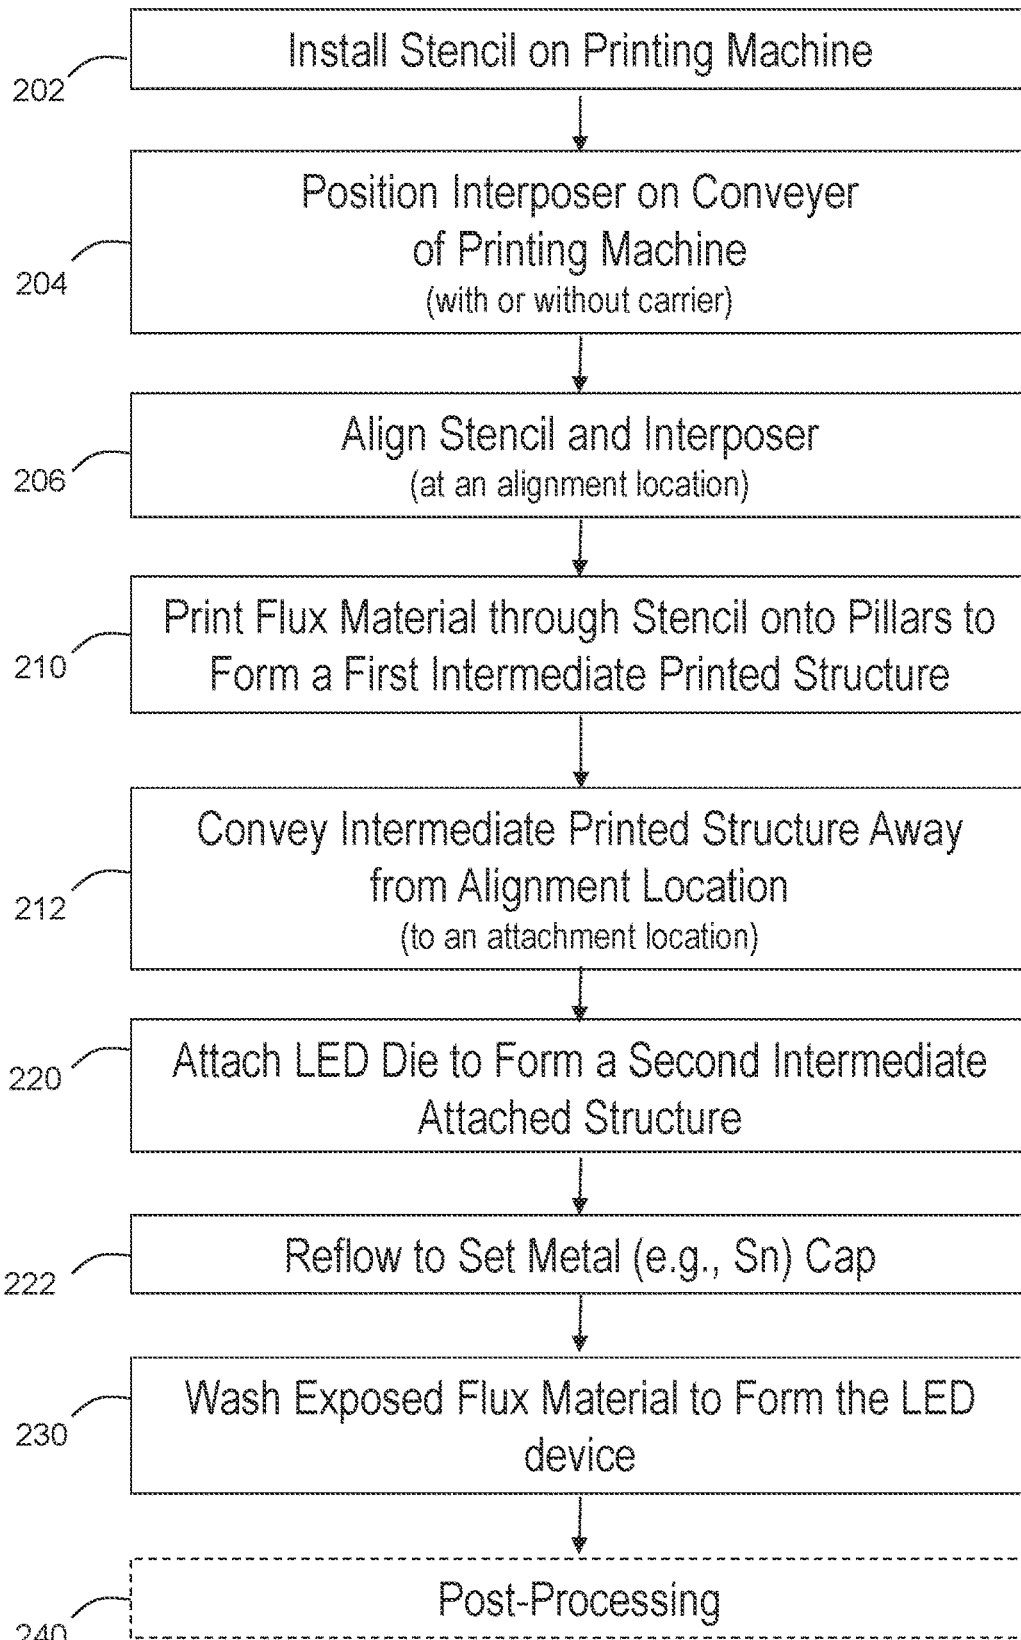 Install Stencil on Printing Machine
202
Position Interposer on Conveyer
of Printing Machine
(with or without carrier)
204
Align Stencil and Interposer
(at an alignment location)
206
Print Flux Material through Stencil onto Pillars to
Form a First Intermediate Printed Structure
210
Convey Intermediate Printed Structure Away
from Alignment Location
(to an attachment location)
212
Attach LED Die to Form a Second Intermediate
Attached Structure
220
Reflow to Set Metal (e.g., Sn) Cap
222
Wash Exposed Flux Material to Form the LED
device
230
Post-Processing
240